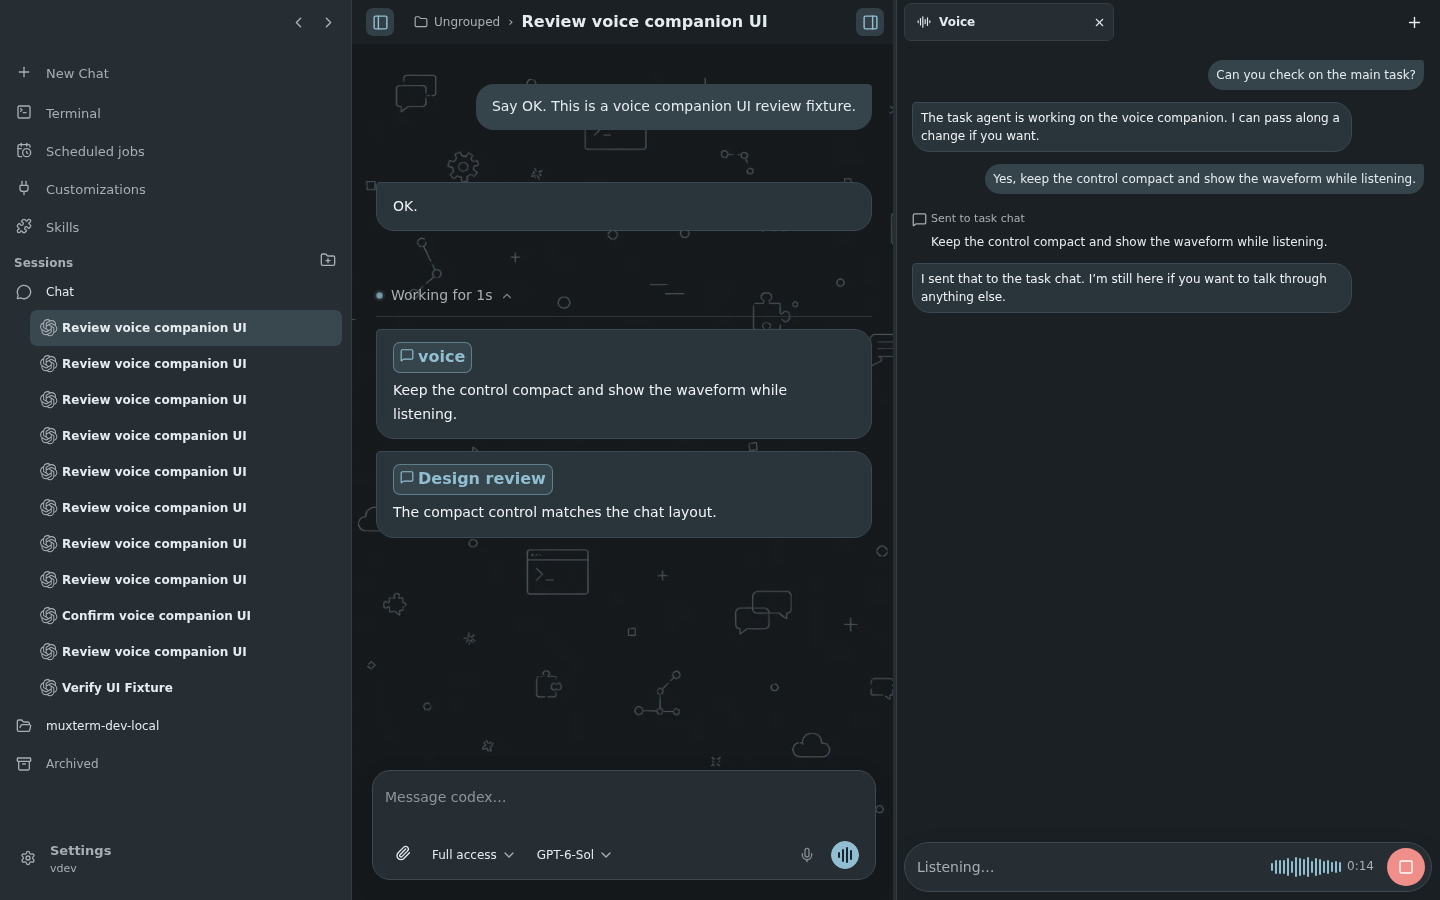 New Chat
Terminal
Scheduled jobs
Customizations
Skills
Sessions
Chat
Review voice companion UI
Review voice companion UI
Review voice companion UI
Review voice companion UI
Review voice companion UI
Review voice companion UI
Review voice companion UI
Review voice companion UI
Confirm voice companion UI
Review voice companion UI
Verify UI Fixture
muxterm-dev-local
Archived
Settings
vdev
Ungrouped › Review voice companion UI
Say OK. This is a voice companion UI review fixture.
OK.
Working for 1s
voice
Keep the control compact and show the waveform while
listening.
Design review
The compact control matches the chat layout.
Message codex…
Full access
GPT-6-Sol
Voice
Can you check on the main task?
The task agent is working on the voice companion. I can pass along a
change if you want.
Yes, keep the control compact and show the waveform while listening.
Sent to task chat
Keep the control compact and show the waveform while listening.
I sent that to the task chat. I’m still here if you want to talk through
anything else.
Listening…
0:14